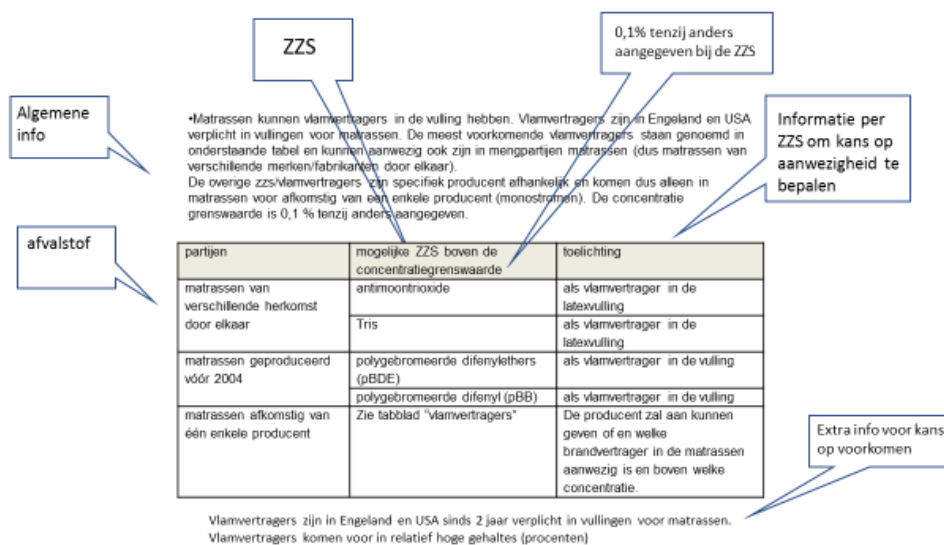 ZZS
0,1% tenzij anders
aangegeven bij de ZZS
Algemene
info
•Matrassen kunnen vlamvertragers in de vulling hebben. Vlamvertragers zijn in Engeland en USA
verplicht in vullingen voor matrassen. De meest voorkomende vlamvertragers staan genoemd in
onderstaande tabel en kunnen aanwezig ook zijn in mengpartijen matrassen (dus matrassen van
verschillende merken/fabrikanten door elkaar).
De overige zzs/vlamvertragers zijn specifiek producent afhankelijk en komen dus alleen in
matrassen voor afkomstig van een enkele producent (monostromen). De concentratie
grenswaarde is 0,1 % tenzij anders aangegeven.
Informatie per
ZZS om kans op
aanwezigheid te
bepalen
afvalstof
partijen
mogelijke ZZS boven de
concentratiegrenswaarde
toelichting
matrassen van
verschillende herkomst
door elkaar
antimoontrioxide
als vlamvertrager in de
latexvulling
Tris
als vlamvertrager in de
latexvulling
matrassen geproduceerd
vóór 2004
polygebromeerde difenylethers
(pBDE)
als vlamvertrager in de vulling
polygebromeerde difenyl (pBB)
als vlamvertrager in de vulling
matrassen afkomstig van
één enkele producent
Zie tabblad "vlamvertragers"
De producent zal aan kunnen
geven of en welke
brandvertrager in de matrassen
aanwezig is en boven welke
concentratie.
Extra info voor kans
op voorkomen
Vlamvertragers zijn in Engeland en USA sinds 2 jaar verplicht in vullingen voor matrassen.
Vlamvertragers komen voor in relatief hoge gehaltes (procenten)